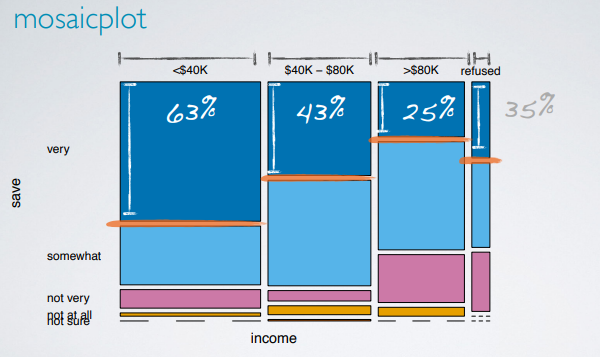 mosaicplot
<$40K $40K – $80K >$80K refused
63% 43% 25% 35%
very
save
somewhat
not very
not at all
not sure
income